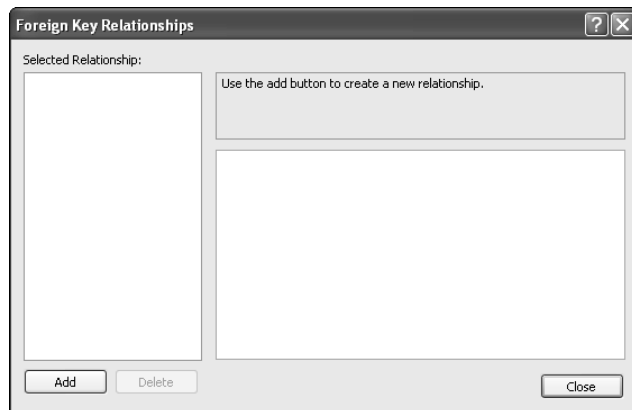 Foreign Key Relationships
Selected Relationship:
Use the add button to create a new relationship.
Add
Delete
Close